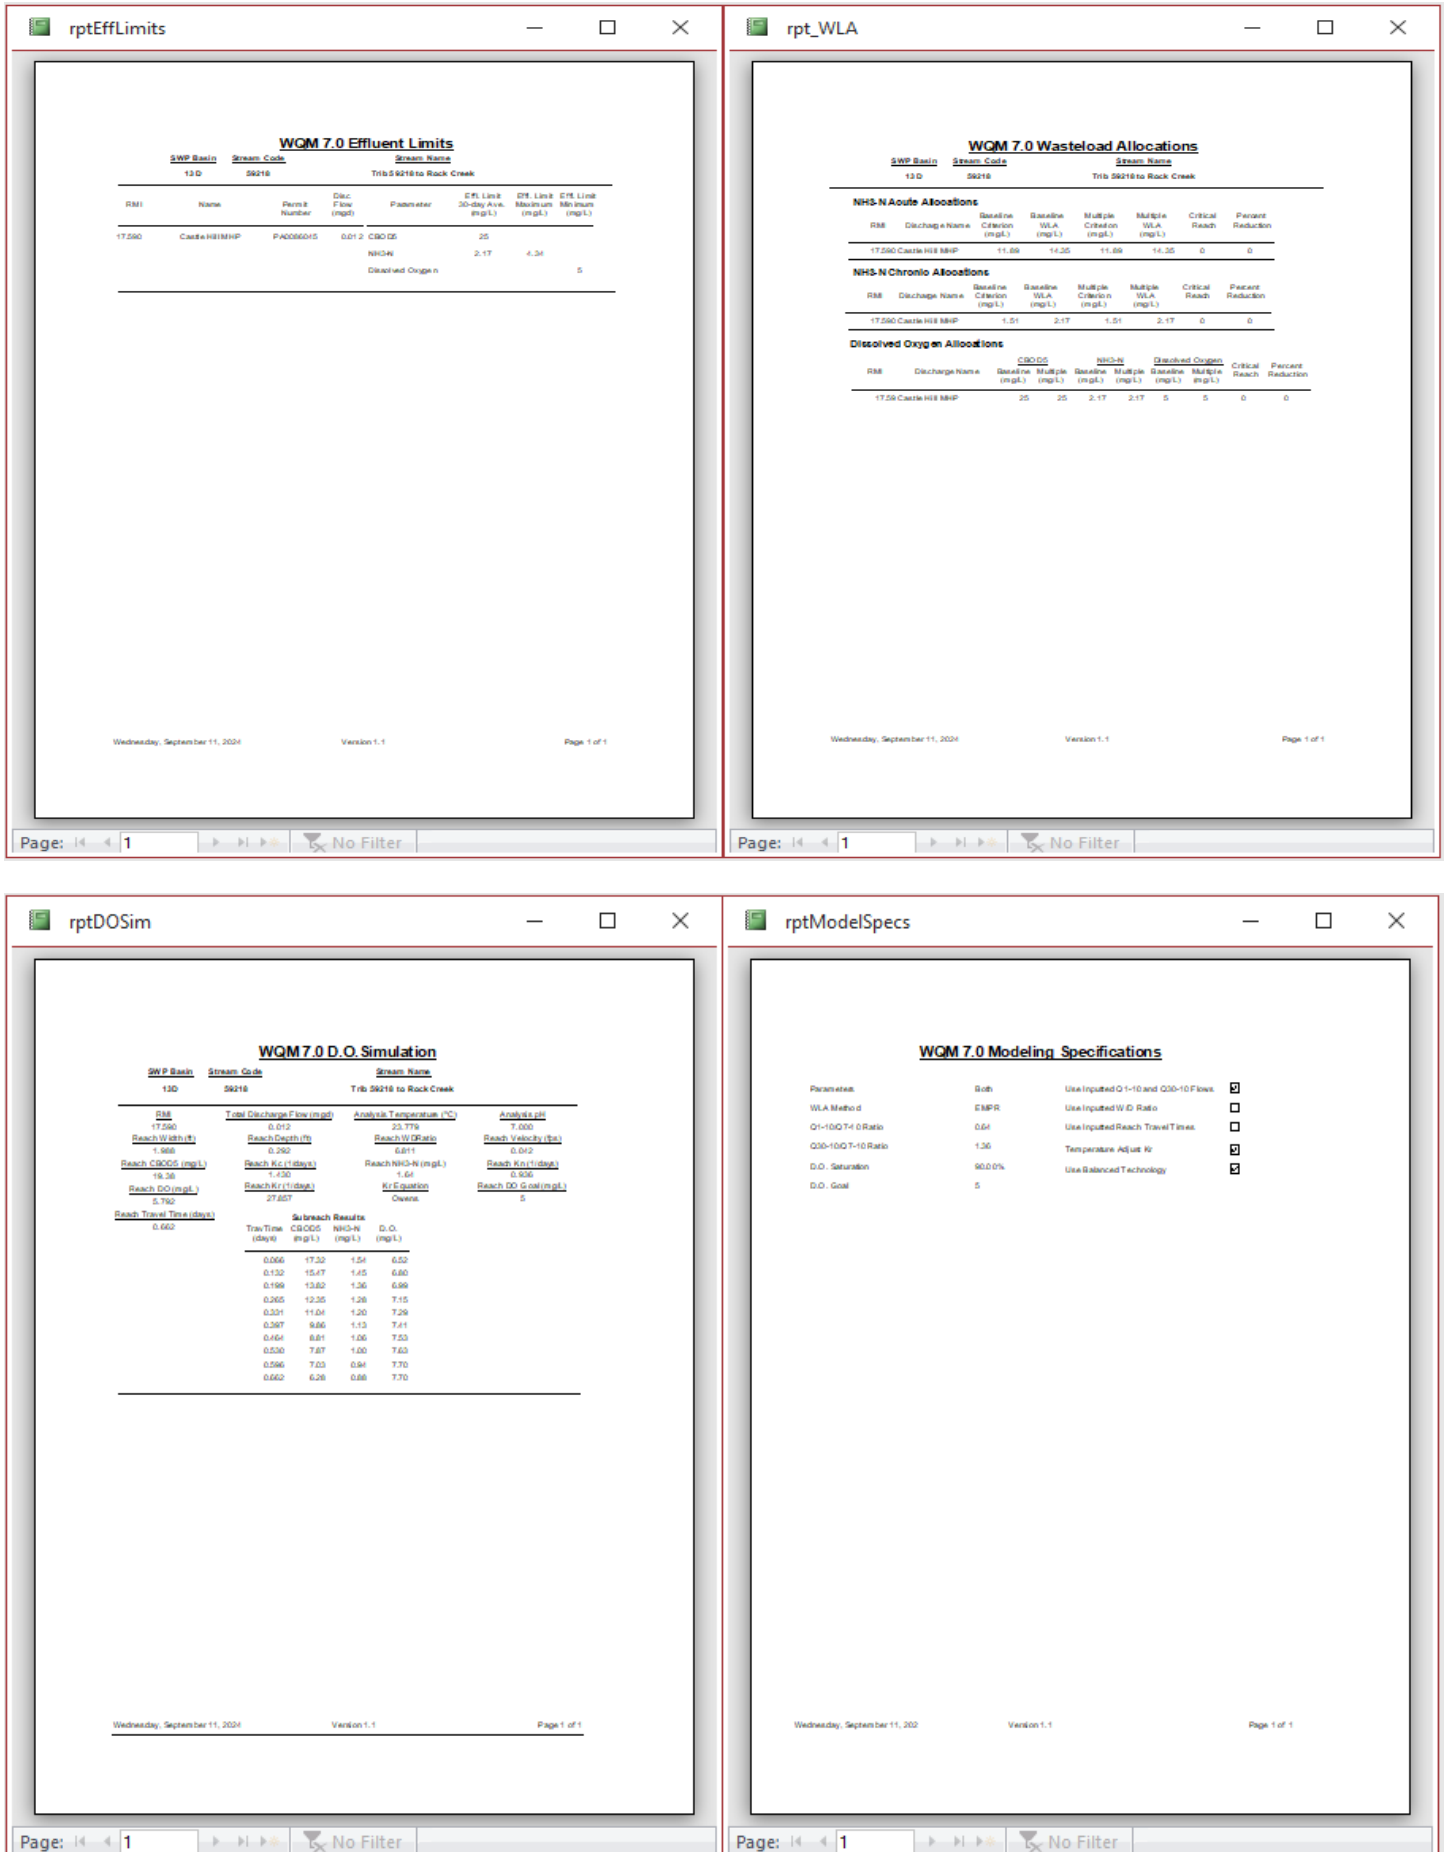 rptEffLimits
WQM 7.0 Effluent Limits
SWP Basin Stream Code Stream Name
13D 59218 Trib 59218 to Rock Creek
RMI Name Permit Number Disc Flow (mgd) Parameter Effl. Limit 30-day Ave. (mg/L) Effl. Limit Maximum (mg/L) Effl. Limit Minimum (mg/L)
17.590 Castle Hill MHP PA0086045 0.012 CBOD5 25
NH3-N 2.17 4.34
Dissolved Oxygen 5
Wednesday, September 11, 2024 Version 1.1 Page 1 of 1
Page: 1 No Filter
rpt_WLA
WQM 7.0 Wasteload Allocations
SWP Basin Stream Code Stream Name
13D 59218 Trib 59218 to Rock Creek
NH3-N Acute Allocations
RMI Discharge Name Baseline Criterion (mg/L) Baseline WLA (mg/L) Multiple Criterion (mg/L) Multiple WLA (mg/L) Critical Reach Percent Reduction
17.590 Castle Hill MHP 11.89 14.35 11.89 14.35 0 0
NH3-N Chronic Allocations
RMI Discharge Name Baseline Criterion (mg/L) Baseline WLA (mg/L) Multiple Criterion (mg/L) Multiple WLA (mg/L) Critical Reach Percent Reduction
17.590 Castle Hill MHP 1.51 2.17 1.51 2.17 0 0
Dissolved Oxygen Allocations
CBOD5 NH3-N Dissolved Oxygen
RMI Discharge Name Baseline (mg/L) Multiple (mg/L) Baseline (mg/L) Multiple (mg/L) Baseline (mg/L) Multiple (mg/L) Critical Reach Percent Reduction
17.59 Castle Hill MHP 25 25 2.17 2.17 5 5 0 0
Wednesday, September 11, 2024 Version 1.1 Page 1 of 1
Page: 1 No Filter
rptDOSim
WQM 7.0 D.O. Simulation
SWP Basin Stream Code Stream Name
13D 59218 Trib 59218 to Rock Creek
RMI Total Discharge Flow (mgd) Analysis Temperature (°C) Analysis pH
17.590 0.012 23.779 7.000
Reach Width (ft) Reach Depth (ft) Reach WDRatio Reach Velocity (fps)
1.988 0.292 6.811 0.042
Reach CBOD5 (mg/L) Reach Kc (1/days) Reach NH3-N (mg/L) Reach Kn (1/days)
19.38 1.430 1.64 0.936
Reach DO (mg/L) Reach Kr (1/days) Kr Equation Reach DO Goal (mg/L)
5.792 27.857 Owens 5
Reach Travel Time (days)
0.662
Subreach Results
TravTime (days) CBOD5 (mg/L) NH3-N (mg/L) D.O. (mg/L)
0.066 17.32 1.54 6.52
0.132 15.47 1.45 6.80
0.199 13.82 1.36 6.99
0.265 12.35 1.28 7.15
0.331 11.04 1.20 7.29
0.397 9.86 1.13 7.41
0.464 8.81 1.06 7.53
0.530 7.87 1.00 7.63
0.596 7.03 0.94 7.70
0.662 6.28 0.88 7.70
Wednesday, September 11, 2024 Version 1.1 Page 1 of 1
Page: 1 No Filter
rptModelSpecs
WQM 7.0 Modeling Specifications
Parameters Both Use Inputted Q1-10 and Q30-10 Flows
WLA Method EMPR Use Inputted W/D Ratio
Q1-10/Q7-10 Ratio 0.64 Use Inputted Reach Travel Times
Q30-10/Q7-10 Ratio 1.36 Temperature Adjust Kr
D.O. Saturation 90.00% Use Balanced Technology
D.O. Goal 5
Wednesday, September 11, 202 Version 1.1 Page 1 of 1
Page: 1 No Filter